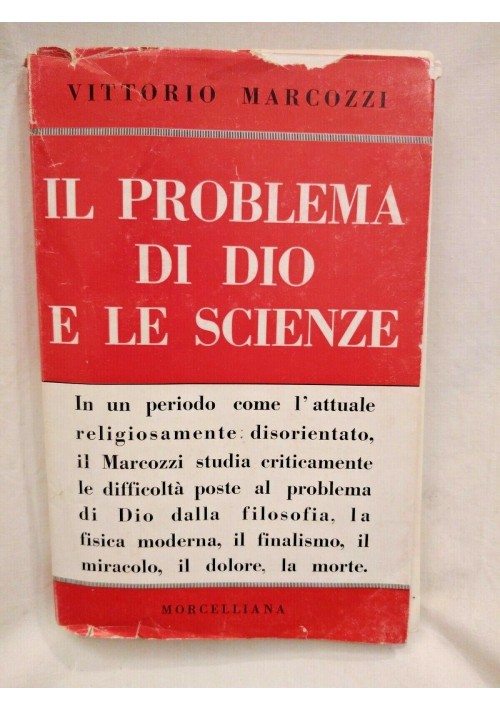 VITTORIO MARCOZZI
IL PROBLEMA
DI DIO
E LE SCIENZE
In un periodo come l'attuale
religiosamente disorientato,
il Marcozzi studia criticamente
le difficoltà poste al problema
di Dio dalla filosofia, la
fisica moderna, il finalismo, il
miracolo, il dolore, la morte.
MORCELLIANA